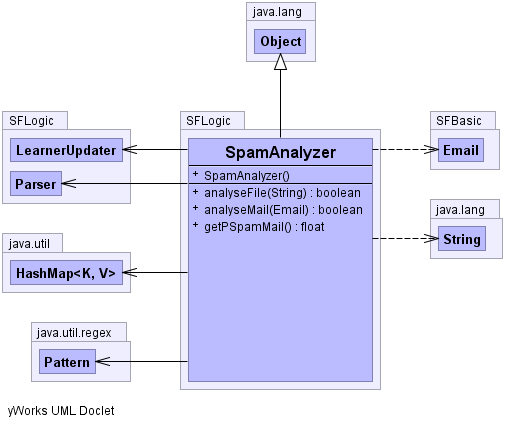 java.lang
Object
SFLogic
LearnerUpdater
Parser
java.util
HashMap<K, V>
java.util.regex
Pattern
SFLogic
SpamAnalyzer
+ SpamAnalyzer()
+ analyseFile(String) : boolean
+ analyseMail(Email) : boolean
+ getPSpamMail() : float
SFBasic
Email
java.lang
String
yWorks UML Doclet